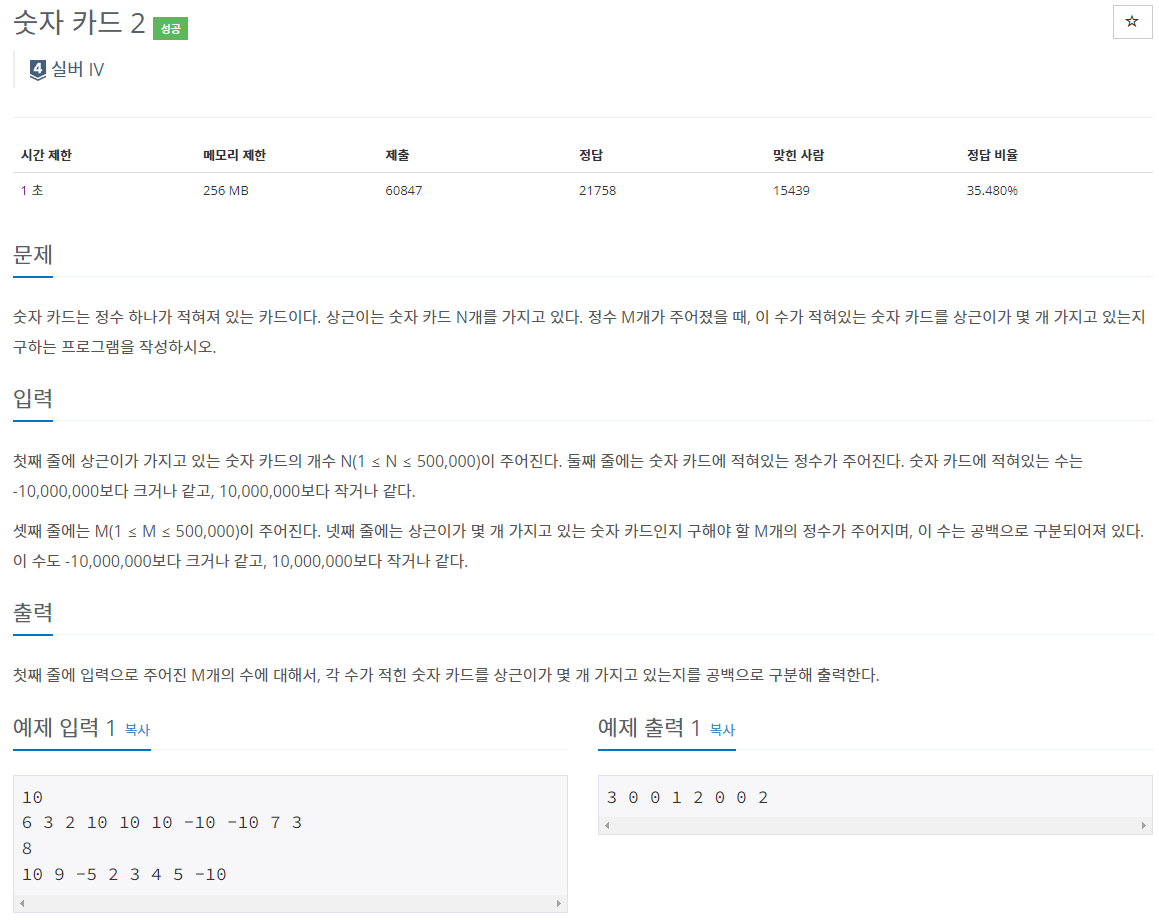 숫자 카드 2 성공
☆
4 실버 IV
시간 제한 메모리 제한 제출 정답 맞힌 사람 정답 비율
1 초 256 MB 60847 21758 15439 35.480%
문제
숫자 카드는 정수 하나가 적혀져 있는 카드이다. 상근이는 숫자 카드 N개를 가지고 있다. 정수 M개가 주어졌을 때, 이 수가 적혀있는 숫자 카드를 상근이가 몇 개 가지고 있는지
구하는 프로그램을 작성하시오.
입력
첫째 줄에 상근이가 가지고 있는 숫자 카드의 개수 N(1 ≤ N ≤ 500,000)이 주어진다. 둘째 줄에는 숫자 카드에 적혀있는 정수가 주어진다. 숫자 카드에 적혀있는 수는
-10,000,000보다 크거나 같고, 10,000,000보다 작거나 같다.
셋째 줄에는 M(1 ≤ M ≤ 500,000)이 주어진다. 넷째 줄에는 상근이가 몇 개 가지고 있는 숫자 카드인지 구해야 할 M개의 정수가 주어지며, 이 수는 공백으로 구분되어져 있다.
이 수도 -10,000,000보다 크거나 같고, 10,000,000보다 작거나 같다.
출력
첫째 줄에 입력으로 주어진 M개의 수에 대해서, 각 수가 적힌 숫자 카드를 상근이가 몇 개 가지고 있는지를 공백으로 구분해 출력한다.
예제 입력 1 복사
10
6 3 2 10 10 10 -10 -10 7 3
8
10 9 -5 2 3 4 5 -10
예제 출력 1 복사
3 0 0 1 2 0 0 2